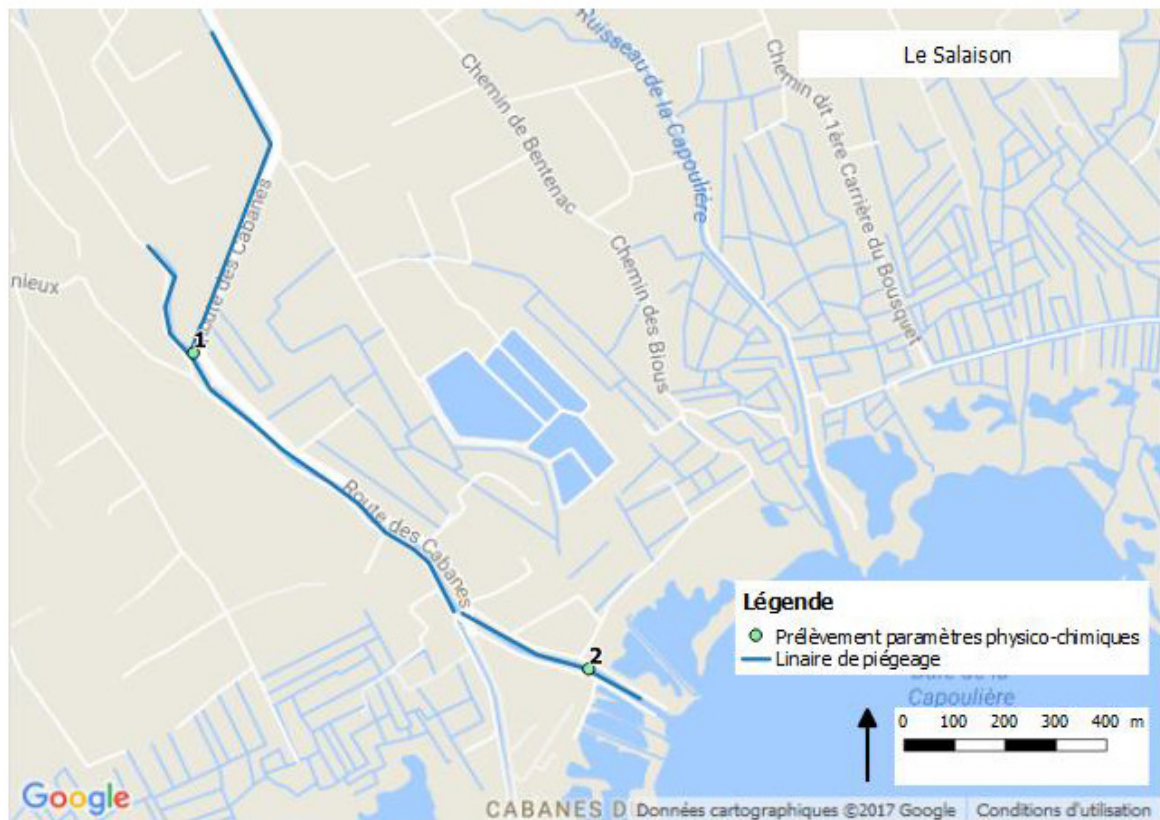 Le Salaison
Ruisseau de la Capoulière
Chemin de Bentenac
Chemin d/t 1ère Carrière du Bousquet
Route des Cabanes
nieux
1
Chemin des Bious
Route des Cabanes
2
Légende
Prélèvement paramètres physico-chimiques
Linaire de piégeage
Capoulière
0 100 200 300 400 m
Google
CABANES D
Données cartographiques ©2017 Google Conditions d'utilisation